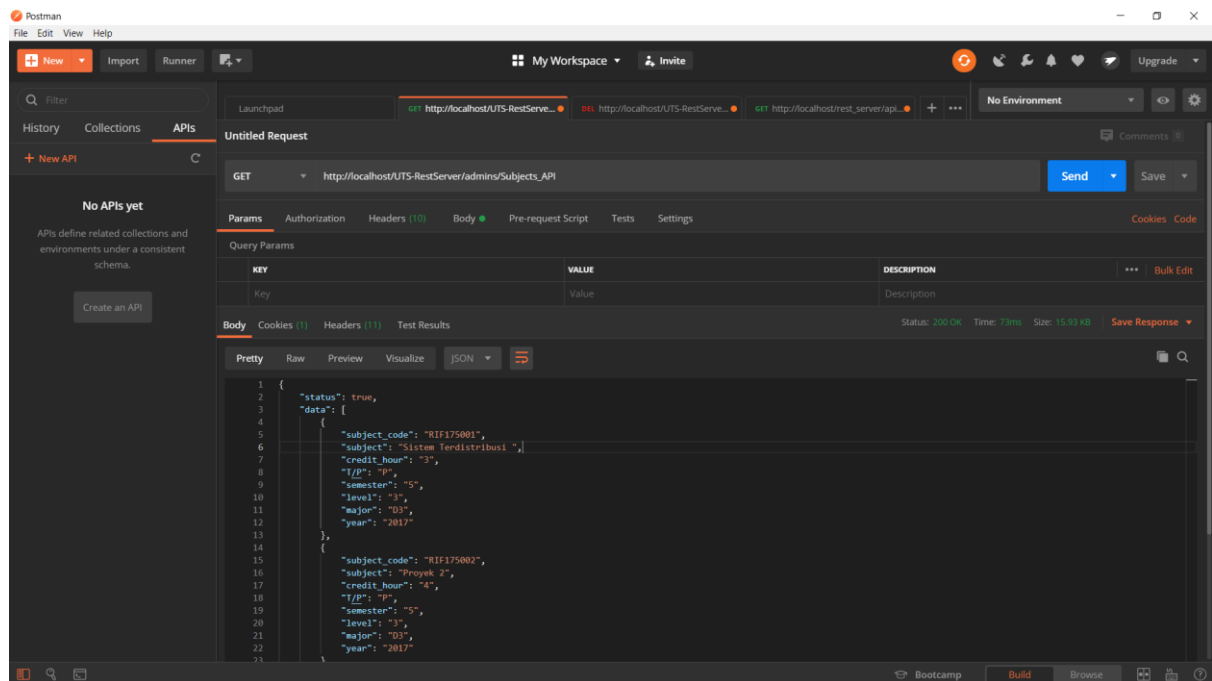 Postman
File Edit View Help
New Import Runner My Workspace Invite Upgrade
Filter
Launchpad GET http://localhost/UTS-RestServe... DEL http://localhost/UTS-RestServe... GET http://localhost/rest_server/api... + ••• No Environment
History Collections APIs
Untitled Request Comments 0
+ New API
GET http://localhost/UTS-RestServer/admins/Subjects_API Send Save
No APIs yet
APIs define related collections and
environments under a consistent
schema.
Create an API
Params Authorization Headers (10) Body Pre-request Script Tests Settings Cookies Code
Query Params
KEY VALUE DESCRIPTION ••• Bulk Edit
Key Value Description
Body Cookies (1) Headers (11) Test Results Status: 200 OK Time: 73ms Size: 15.93 KB Save Response
Pretty Raw Preview Visualize JSON
1 {
2 "status": true,
3 "data": [
4 {
5 "subject_code": "RIF175001",
6 "subject": "Sistem Terdistribusi ",
7 "credit_hour": "3",
8 "T/P": "P",
9 "semester": "5",
10 "level": "3",
11 "major": "D3",
12 "year": "2017"
13 },
14 {
15 "subject_code": "RIF175002",
16 "subject": "Proyek 2",
17 "credit_hour": "4",
18 "T/P": "P",
19 "semester": "5",
20 "level": "3",
21 "major": "D3",
22 "year": "2017"
23 }
Bootcamp Build Browse